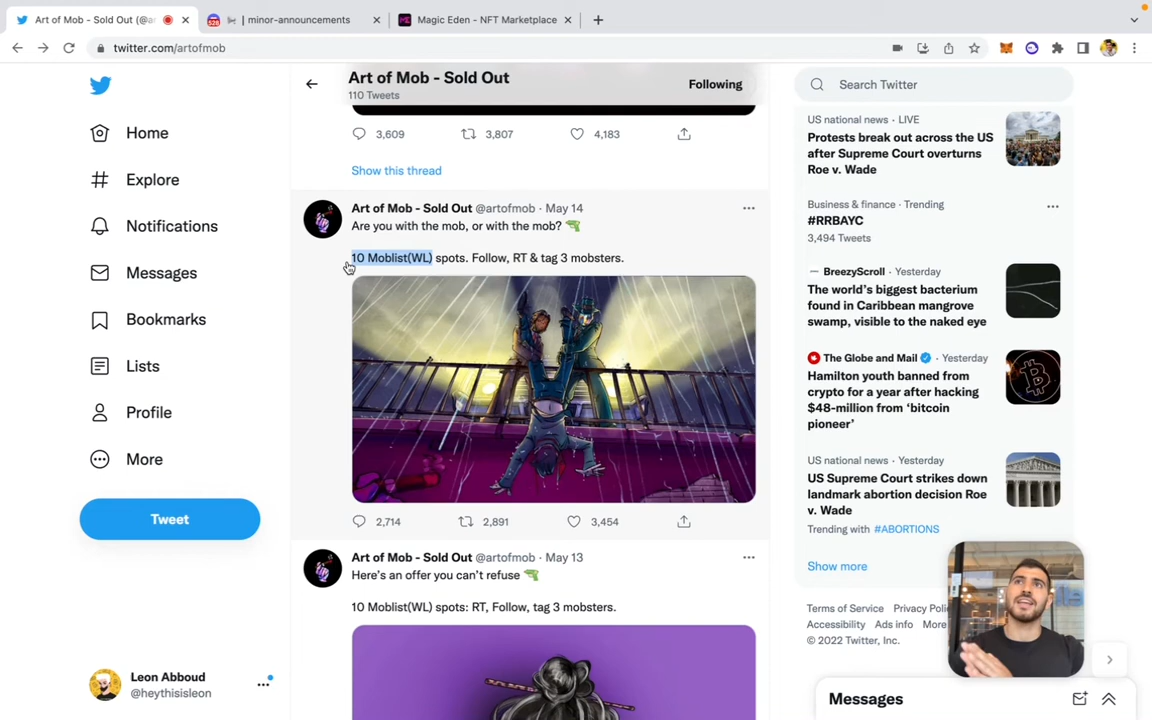 Art of Mob - Sold Out (@a
| minor-announcements
Magic Eden - NFT Marketplace
twitter.com/artofmob
Home
Explore
Notifications
Messages
Bookmarks
Lists
Profile
More
Tweet
Leon Abboud
@heythisisleon
Art of Mob - Sold Out
110 Tweets
Following
3,609
3,807
4,183
Show this thread
Art of Mob - Sold Out @artofmob · May 14
Are you with the mob, or with the mob?
10 Moblist(WL) spots. Follow, RT & tag 3 mobsters.
2,714
2,891
3,454
Art of Mob - Sold Out @artofmob · May 13
Here's an offer you can't refuse
10 Moblist(WL) spots: RT, Follow, tag 3 mobsters.
Search Twitter
US national news · LIVE
Protests break out across the US
after Supreme Court overturns
Roe v. Wade
Business & finance · Trending
#RRBAYC
3,494 Tweets
BreezyScroll · Yesterday
The world's biggest bacterium
found in Caribbean mangrove
swamp, visible to the naked eye
The Globe and Mail · Yesterday
Hamilton youth banned from
crypto for a year after hacking
$48-million from 'bitcoin
pioneer'
US national news · Yesterday
US Supreme Court strikes down
landmark abortion decision Roe
v. Wade
Trending with #ABORTIONS
Show more
Terms of Service Privacy Poli
Accessibility Ads info More
© 2022 Twitter, Inc.
Messages